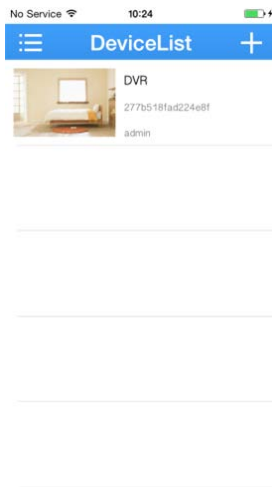 No Service 10:24
DeviceList
DVR
277b518fad224e8f
admin